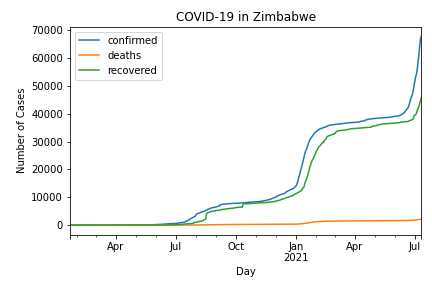 COVID-19 in Zimbabwe
confirmed
deaths
recovered
Number of Cases
70000
60000
50000
40000
30000
20000
10000
0
Apr
Jul
Oct
Jan
2021
Apr
Jul
Day